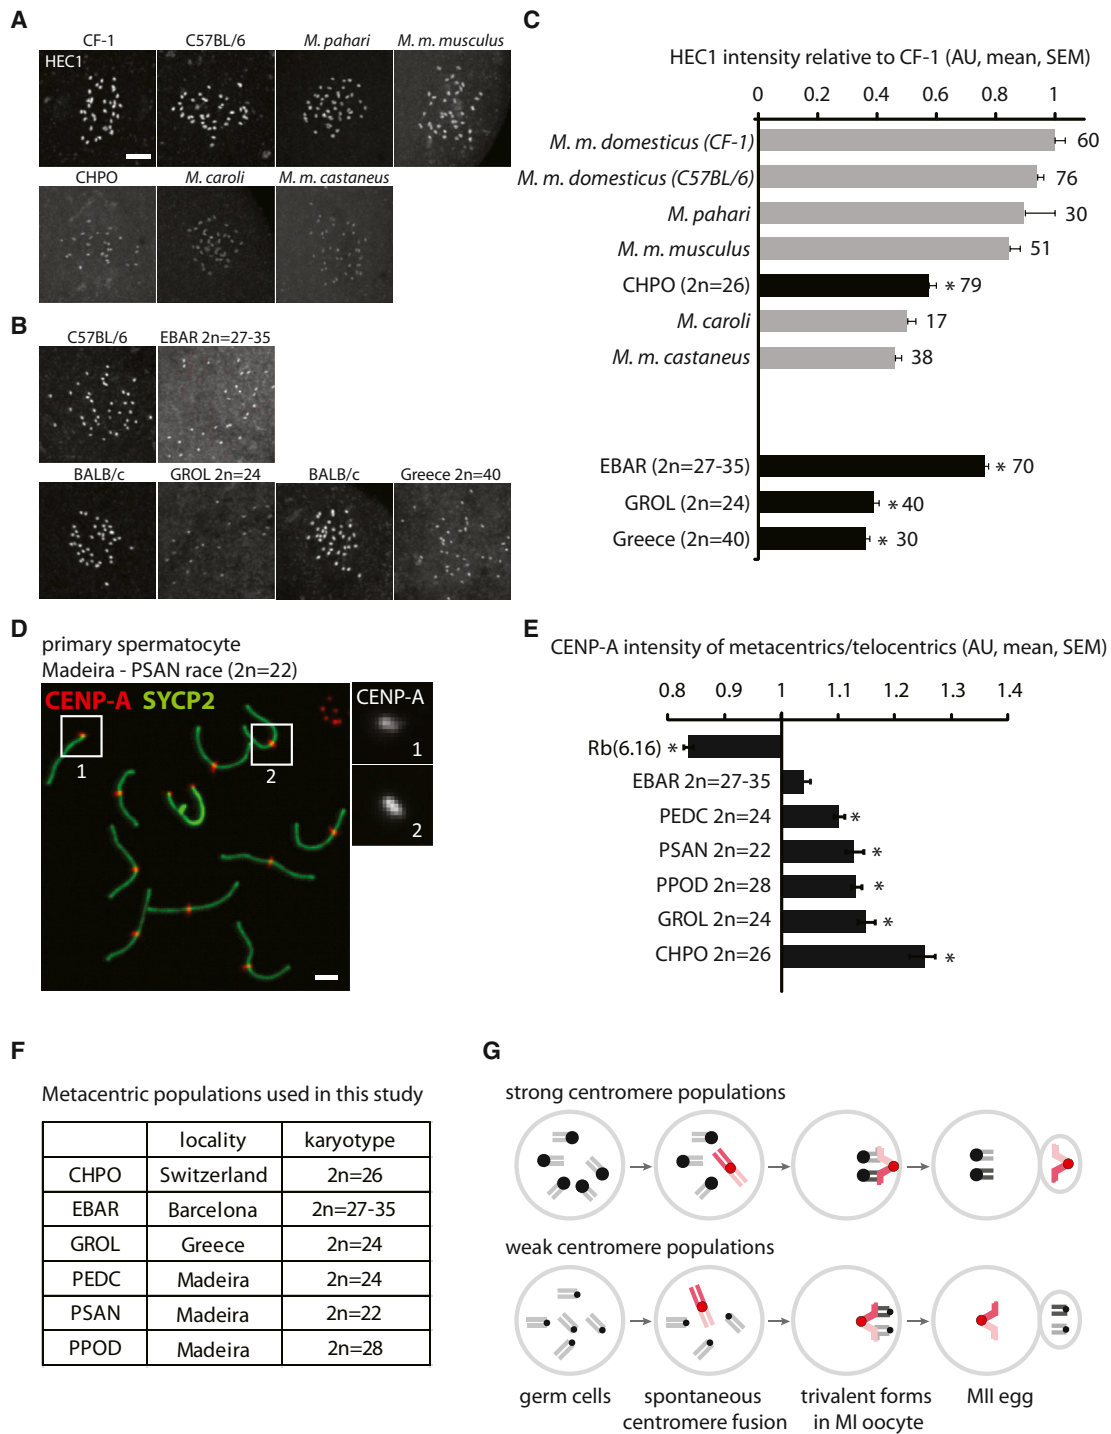 A
CF-1
C57BL/6
M. pahari
M. m. musculus
HEC1
CHPO
M. caroli
M. m. castaneus
B
C57BL/6
EBAR 2n=27-35
BALB/c
GROL 2n=24
BALB/c
Greece 2n=40
C
HEC1 intensity relative to CF-1 (AU, mean, SEM)
0 0.2 0.4 0.6 0.8 1
M. m. domesticus (CF-1) 60
M. m. domesticus (C57BL/6) 76
M. pahari 30
M. m. musculus 51
CHPO (2n=26) * 79
M. caroli 17
M. m. castaneus 38
EBAR (2n=27-35) * 70
GROL (2n=24) * 40
Greece (2n=40) * 30
D
primary spermatocyte
Madeira - PSAN race (2n=22)
CENP-A SYCP2
1
2
CENP-A
1
2
E
CENP-A intensity of metacentrics/telocentrics (AU, mean, SEM)
0.8 0.9 1 1.1 1.2 1.3 1.4
Rb(6.16) *
EBAR 2n=27-35
PEDC 2n=24 *
PSAN 2n=22 *
PPOD 2n=28 *
GROL 2n=24 *
CHPO 2n=26 *
F
Metacentric populations used in this study
locality karyotype
CHPO Switzerland 2n=26
EBAR Barcelona 2n=27-35
GROL Greece 2n=24
PEDC Madeira 2n=24
PSAN Madeira 2n=22
PPOD Madeira 2n=28
G
strong centromere populations
weak centromere populations
germ cells
spontaneous
centromere fusion
trivalent forms
in MI oocyte
MII egg